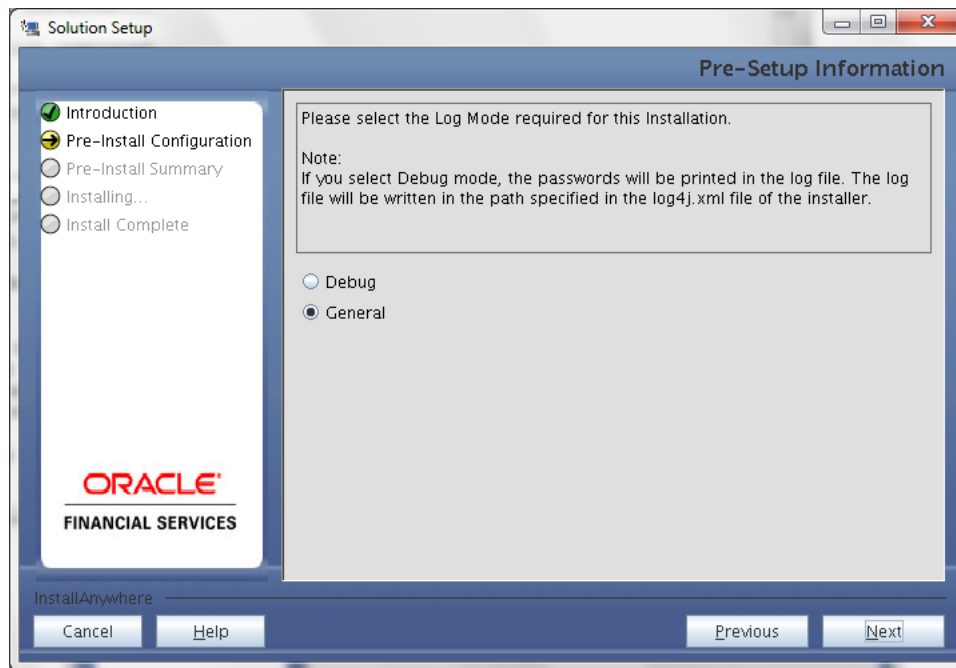 Solution Setup
Pre-Setup Information
Introduction
Pre-Install Configuration
Pre-Install Summary
Installing...
Install Complete
ORACLE
FINANCIAL SERVICES
Please select the Log Mode required for this Installation.
Note:
If you select Debug mode, the passwords will be printed in the log file. The log
file will be written in the path specified in the log4j.xml file of the installer.
Debug
General
InstallAnywhere
Cancel
Help
Previous
Next